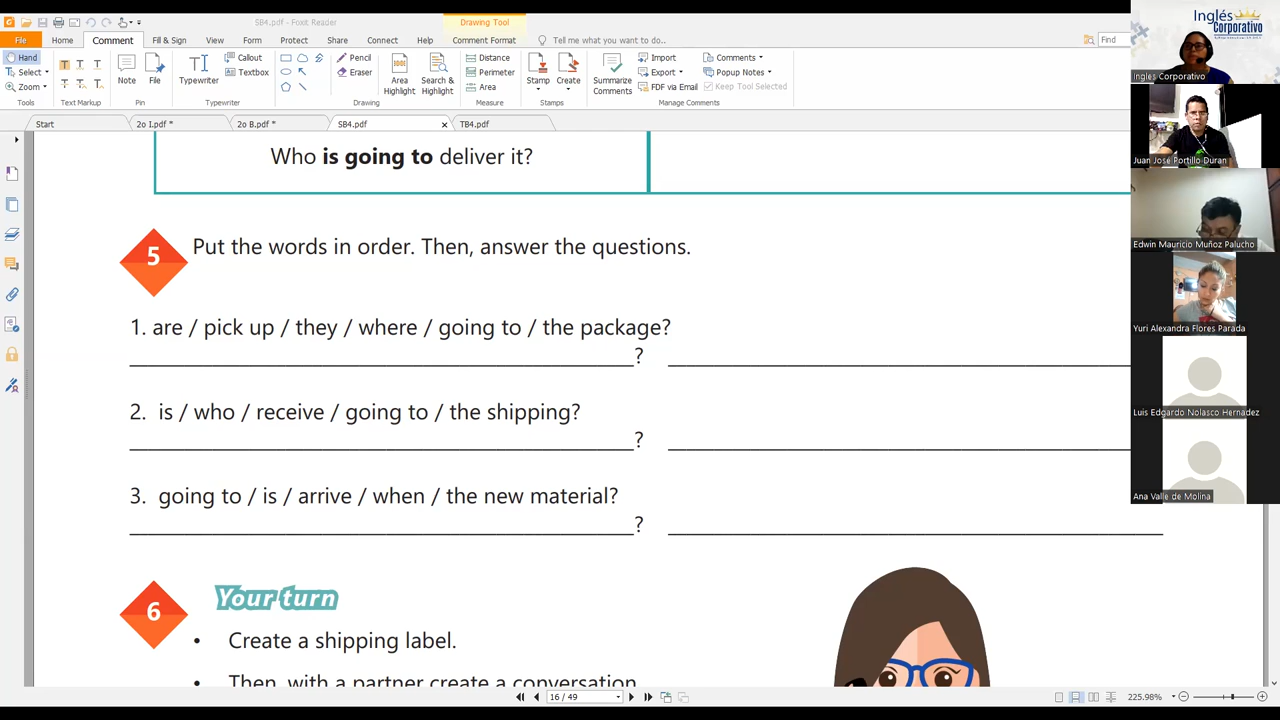 SB4.pdf - Foxit Reader
Drawing Tool
File Home Comment Fill & Sign View Form Protect Share Connect Help Comment Format Tell me what you want to do.. Find
Hand
Select
Zoom
Tools
Text Markup
Note
File
Pin
Typewriter
Callout
Textbox
Typewriter
Pencil
Eraser
Drawing
Area Highlight
Search & Highlight
Distance
Perimeter
Area
Measure
Stamp
Create
Stamps
Summarize Comments
Import
Export
FDF via Email
Comments
Popup Notes
Keep Tool Selected
Manage Comments
Start 2o I.pdf * 2o B.pdf * SB4.pdf TB4.pdf
Who is going to deliver it?
5 Put the words in order. Then, answer the questions.
1. are / pick up / they / where / going to / the package?
?
2. is / who / receive / going to / the shipping?
?
3. going to / is / arrive / when / the new material?
?
6 Your turn
• Create a shipping label.
• Then, with a partner create a conversation
16 / 49
225.98%
Inglés Corporativo
Ingles Corporativo
Juan José Portillo Duran
Edwin Mauricio Muñoz Palucho
Yuri Alexandra Flores Parada
Luis Edgardo Nolasco Hernadez
Ana Valle de Molina